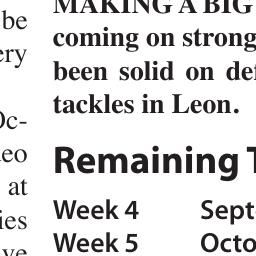 be
ery
Oc-
eo
at
ies
ve
MAKING A BIG
coming on strong
been solid on def
tackles in Leon.
Remaining T
Week 4 Sept
Week 5 Octo